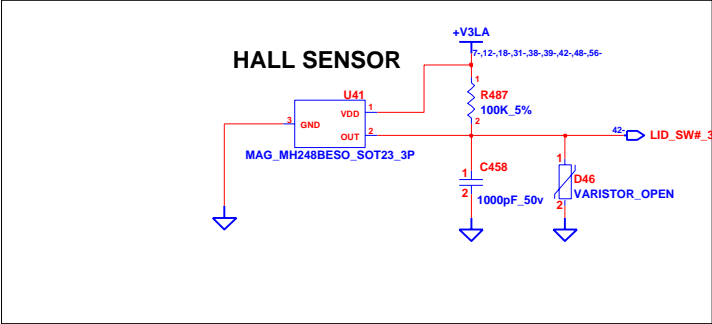 +V3LA
7-,12-,18-,31-,38-,39-,42-,48-,56-
HALL SENSOR
U41
1
R487
100K_5%
2
VDD
1
3
GND
OUT
2
42-
LID_SW#_3
MAG_MH248BESO_SOT23_3P
C458
1
2
1000pF_50v
1
D46
VARISTOR_OPEN
2